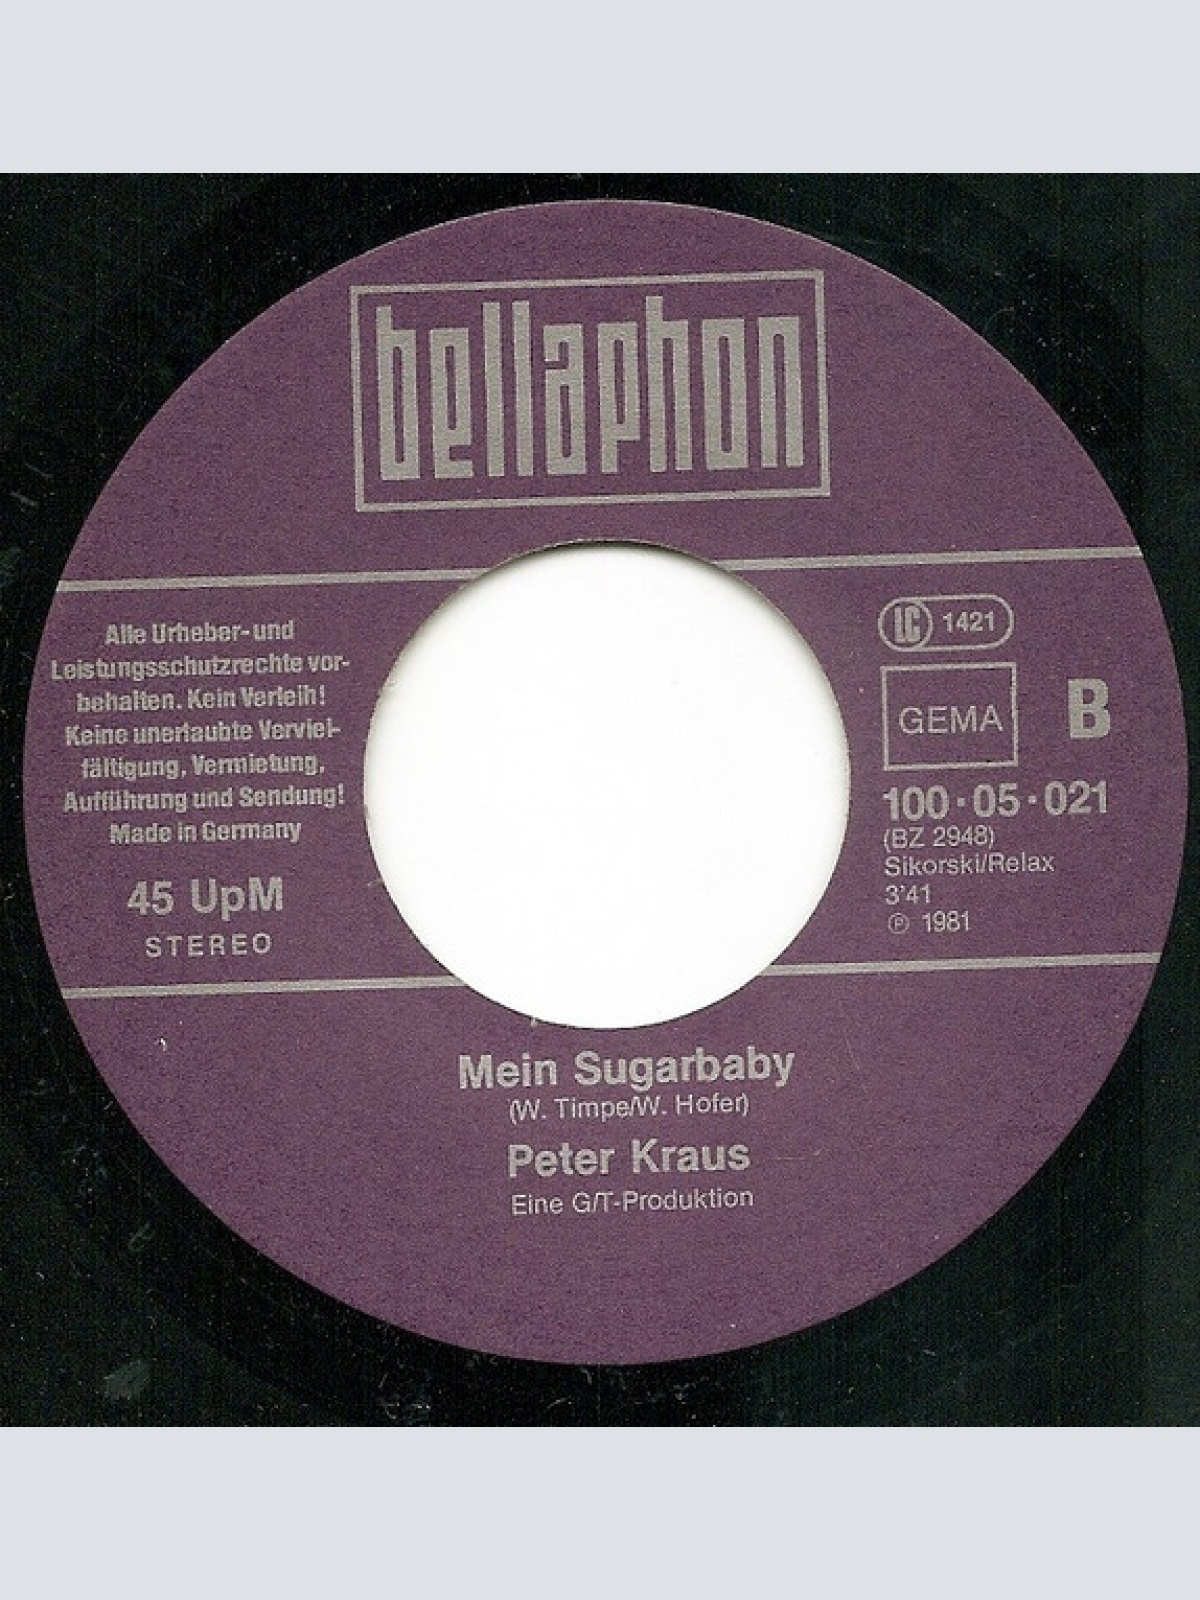 bellaphon
Alle Urheber- und
Leistungsschutzrechte vor-
behalten. Kein Verleih!
Keine unerlaubte Verviel-
fältigung, Vermietung,
Aufführung und Sendung!
Made in Germany
45 UpM
STEREO
LC 1421
GEMA
B
100·05·021
(BZ 2948)
Sikorski/Relax
3'41
℗ 1981
Mein Sugarbaby
(W. Timpe/W. Hofer)
Peter Kraus
Eine G/T-Produktion